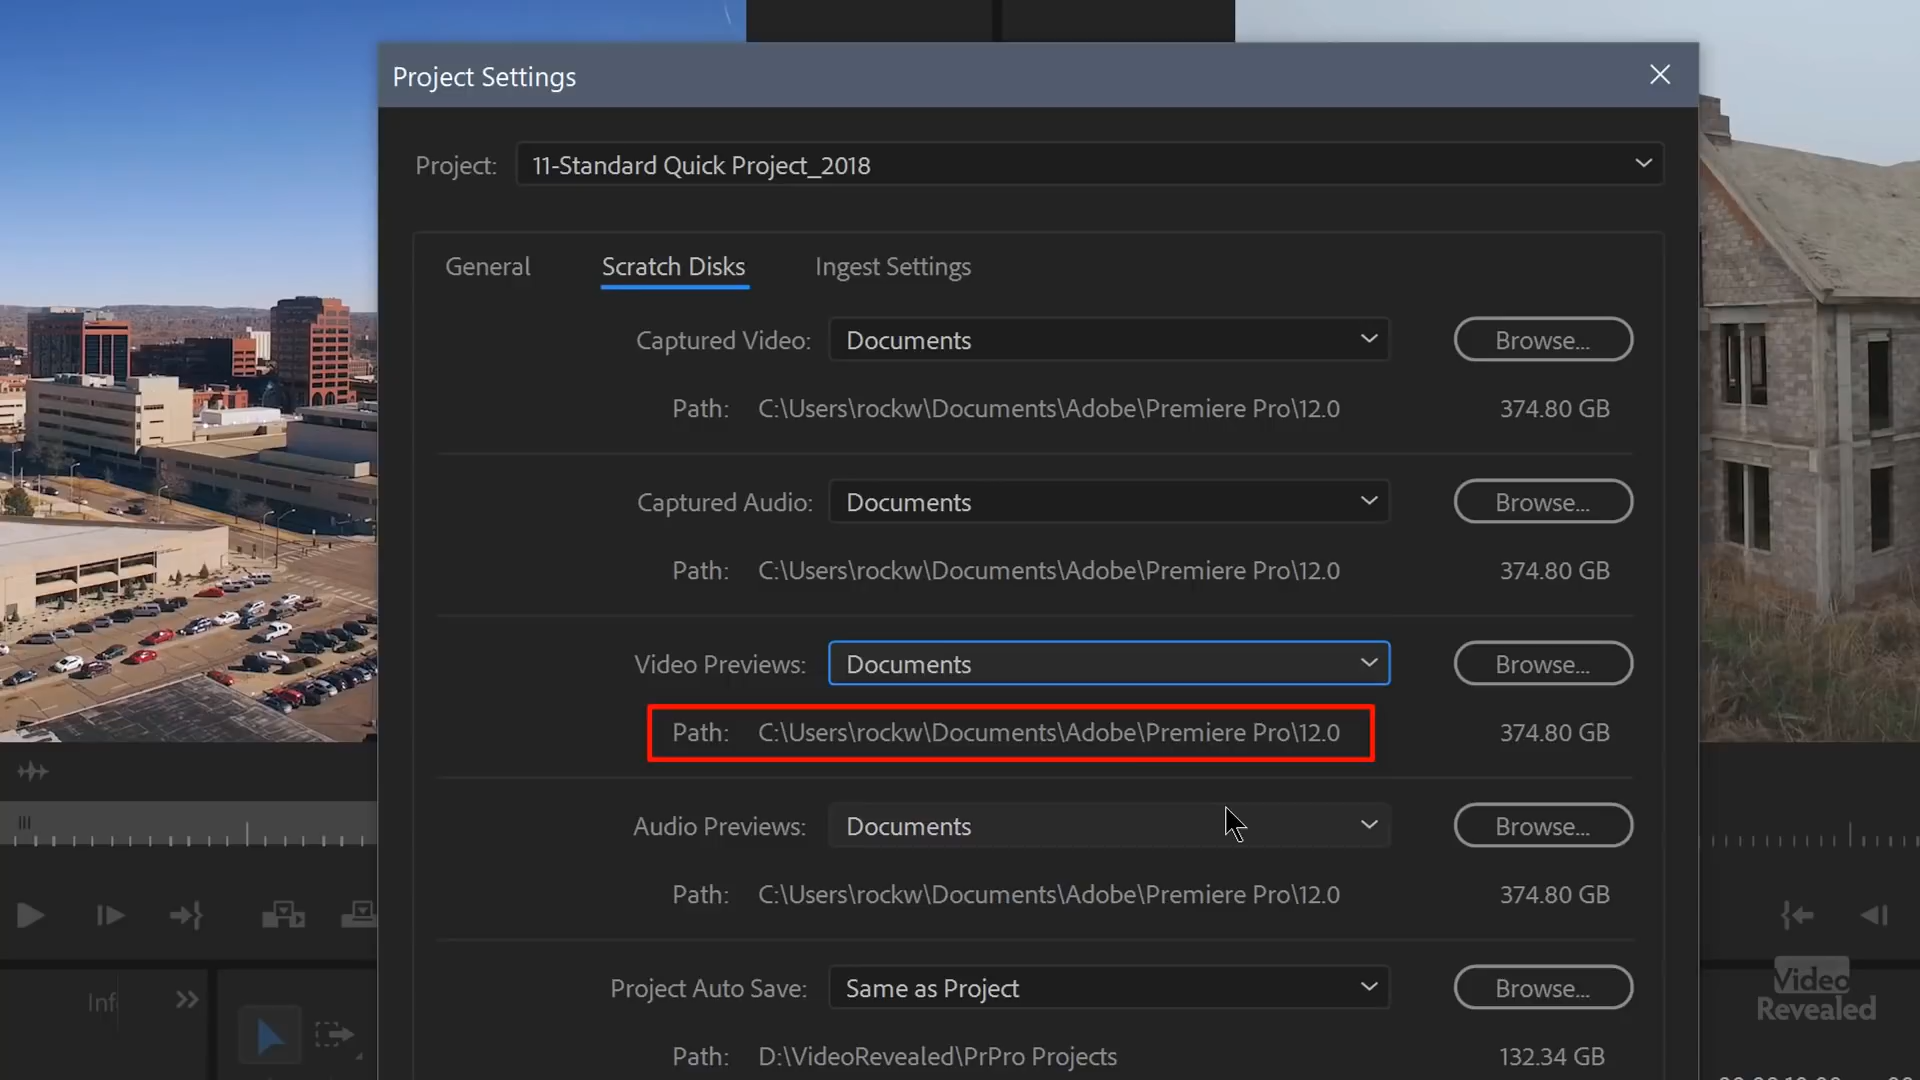 Project Settings
Project: 11-Standard Quick Project_2018
General Scratch Disks Ingest Settings
Captured Video: Documents Browse...
Path: C:\Users\rockw\Documents\Adobe\Premiere Pro\12.0 374.80 GB
Captured Audio: Documents Browse...
Path: C:\Users\rockw\Documents\Adobe\Premiere Pro\12.0 374.80 GB
Video Previews: Documents Browse...
Path: C:\Users\rockw\Documents\Adobe\Premiere Pro\12.0 374.80 GB
Audio Previews: Documents Browse...
Path: C:\Users\rockw\Documents\Adobe\Premiere Pro\12.0 374.80 GB
Project Auto Save: Same as Project Browse...
Inf
Video
Revealed
Path: D:\VideoRevealed\PrPro Projects 132.34 GB